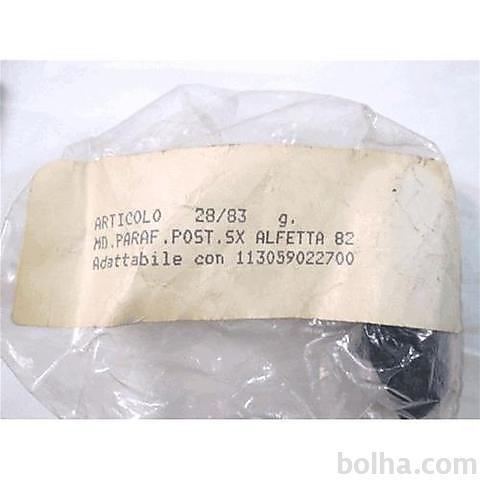 ARTICOLO 28/83 g.
MD.PARAF.POST.SX ALFETTA 82
Adattabile con 113059022700
bolha.com